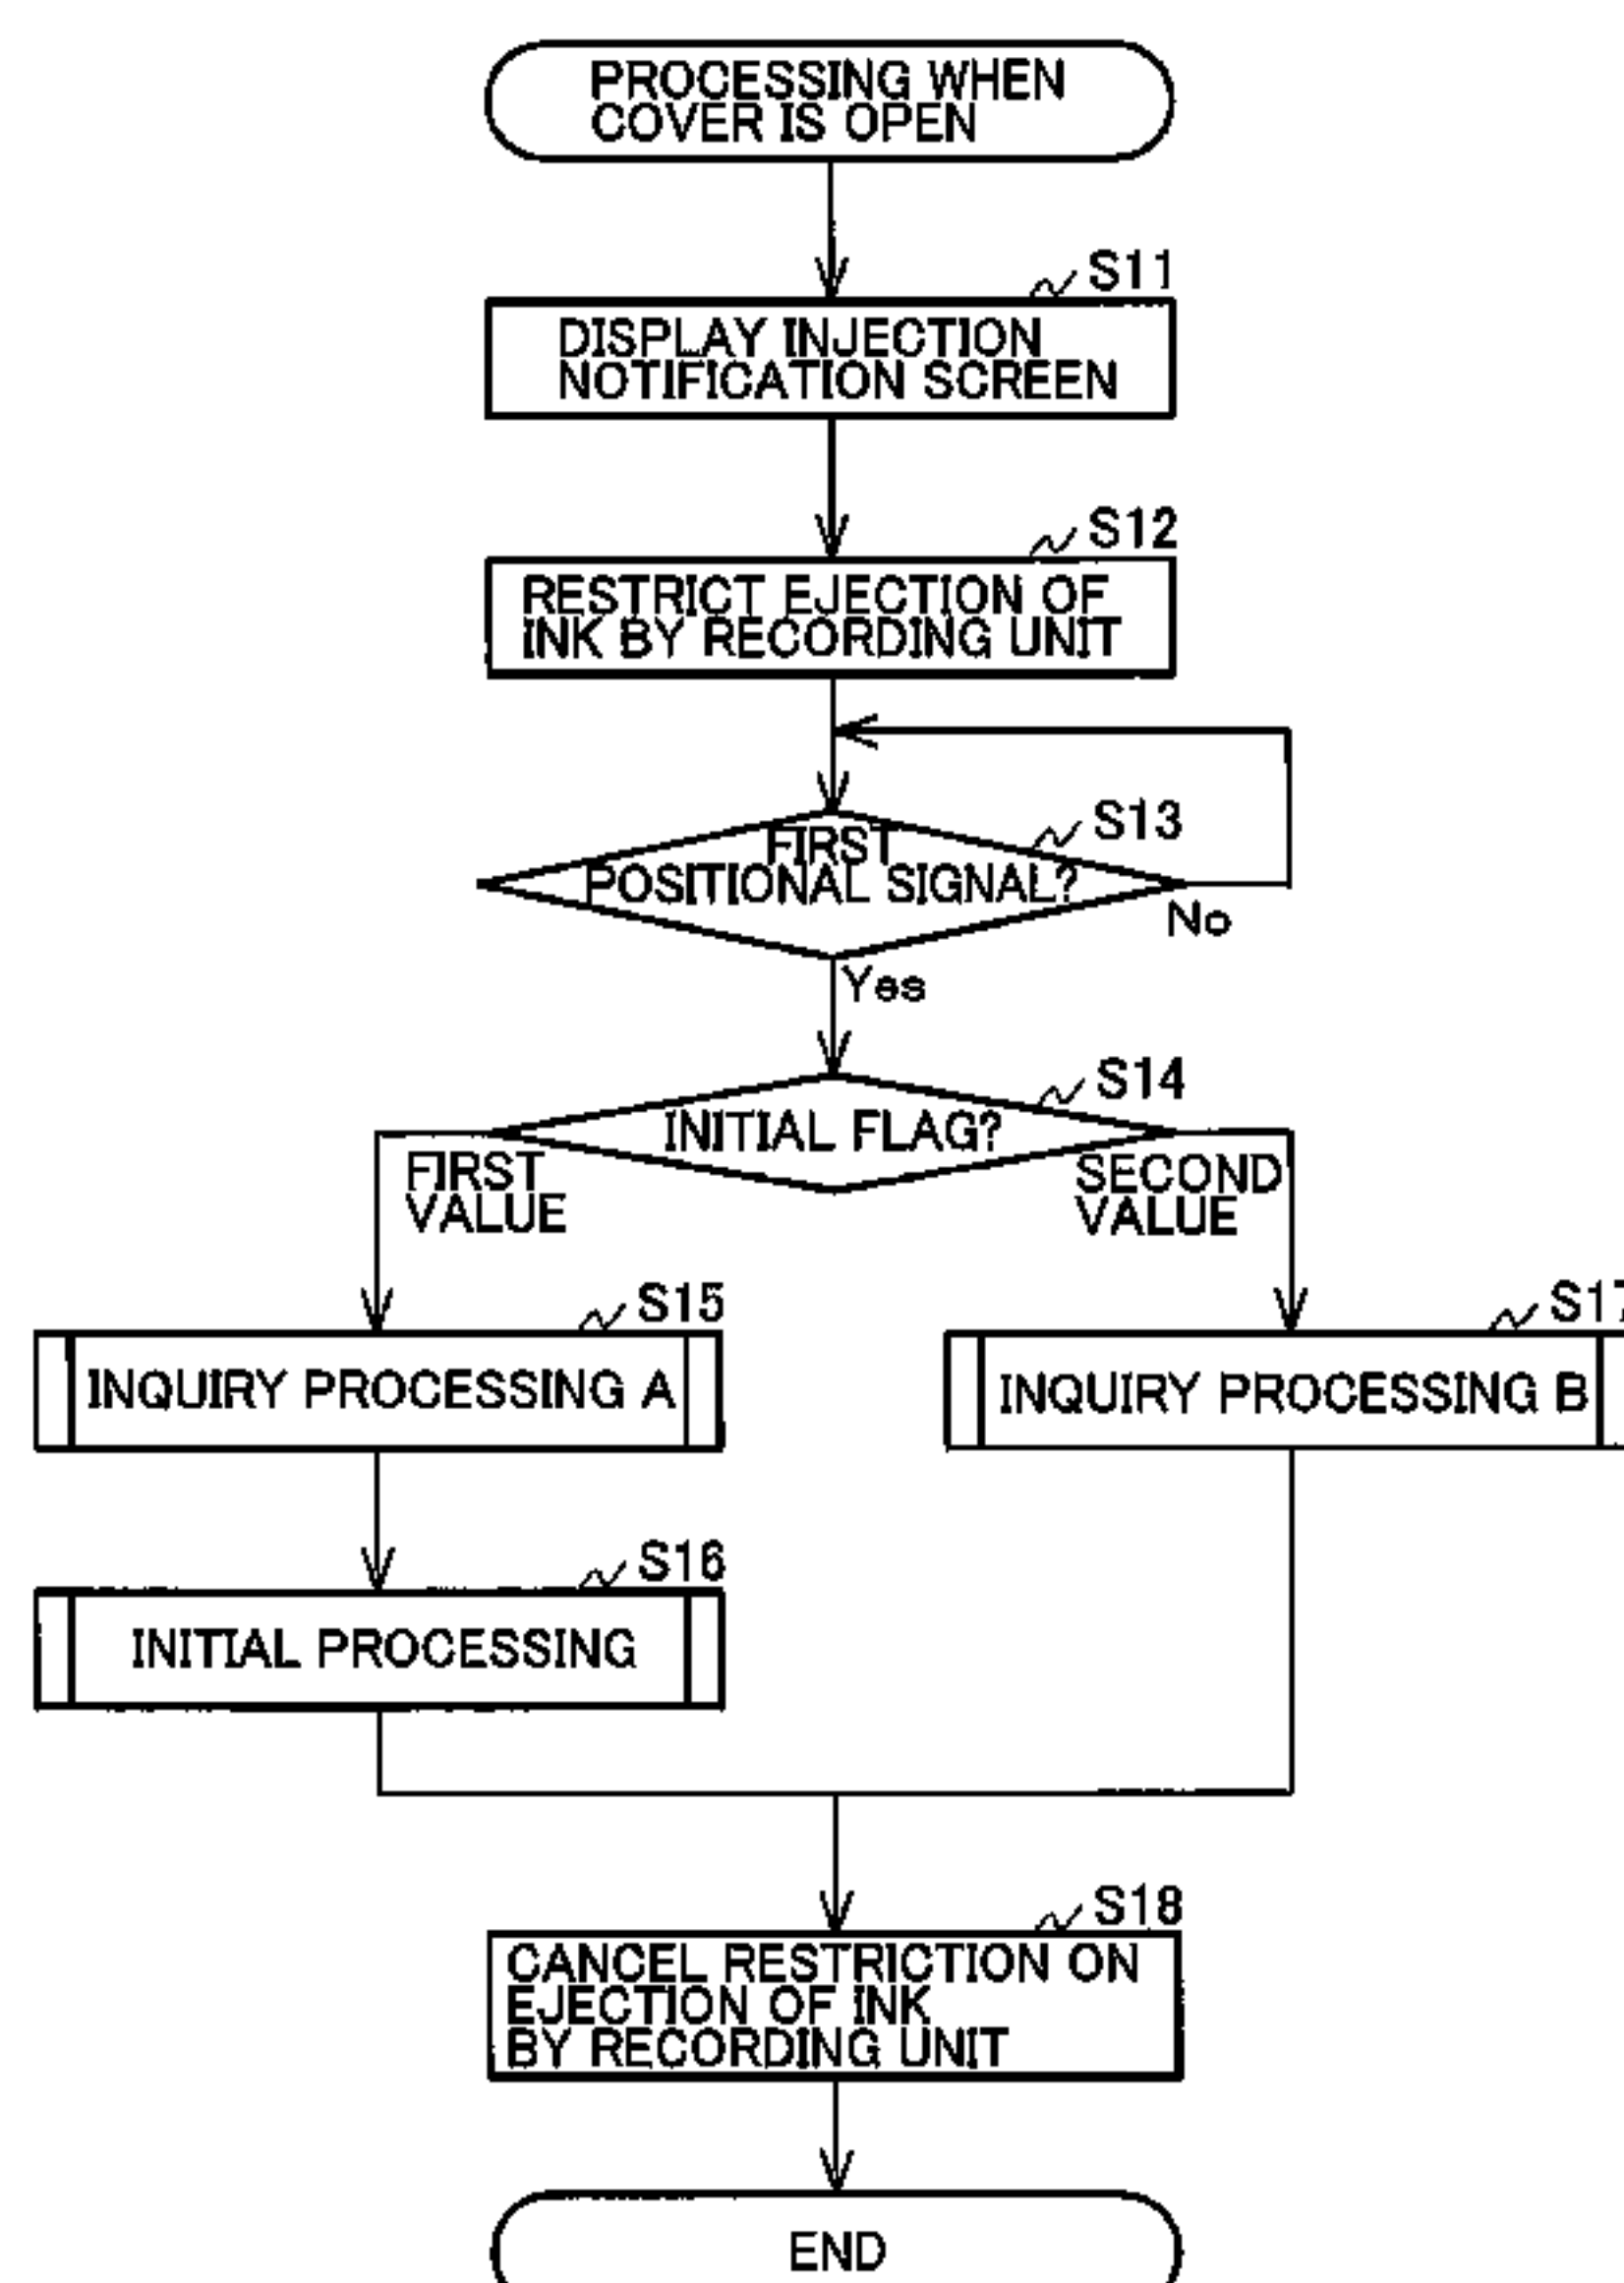 PROCESSING WHEN
COVER IS OPEN
S11
DISPLAY INJECTION
NOTIFICATION SCREEN
S12
RESTRICT EJECTION OF
INK BY RECORDING UNIT
S13
FIRST
POSITIONAL SIGNAL?
No
Yes
S14
INITIAL FLAG?
FIRST
VALUE
SECOND
VALUE
S15
S17
INQUIRY PROCESSING A
INQUIRY PROCESSING B
S16
INITIAL PROCESSING
S18
CANCEL RESTRICTION ON
EJECTION OF INK
BY RECORDING UNIT
END